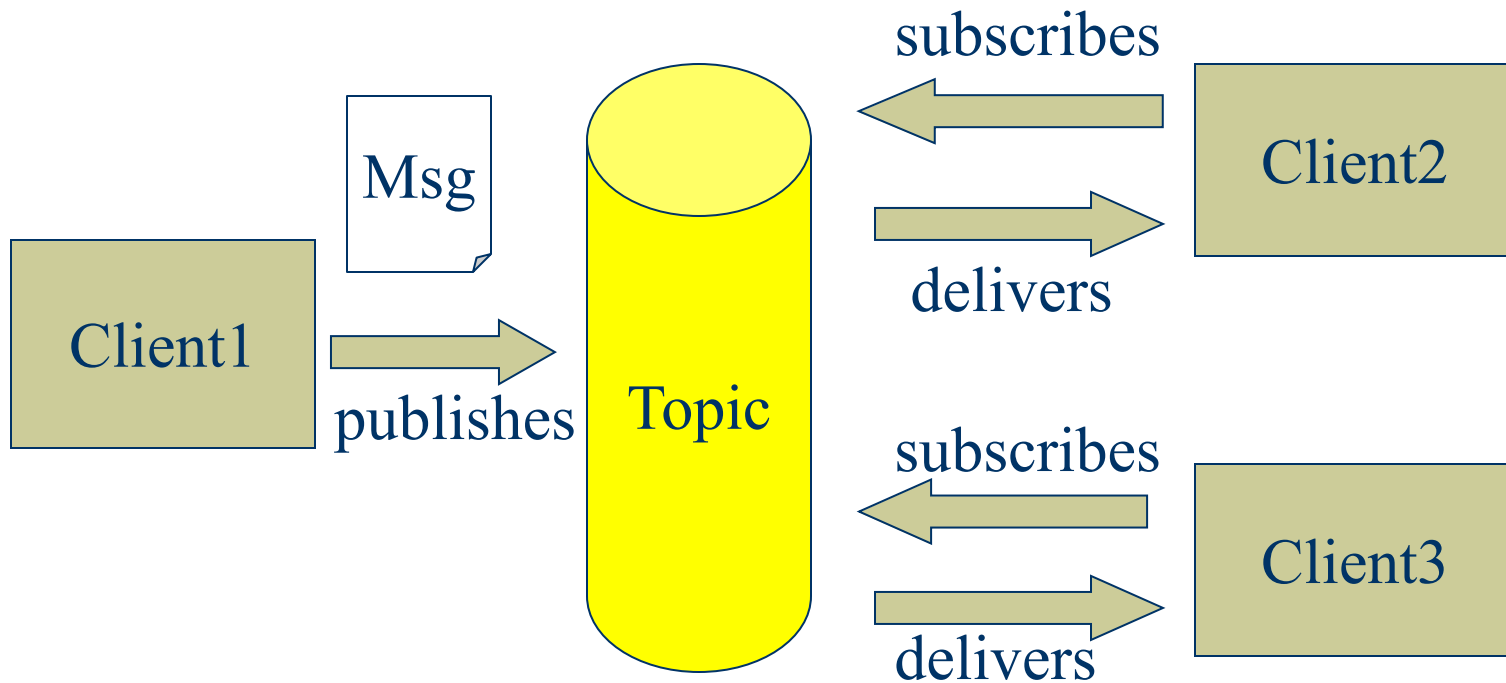 subscribes
Msg
Client2
delivers
Client1
publishes
Topic
subscribes
Client3
delivers